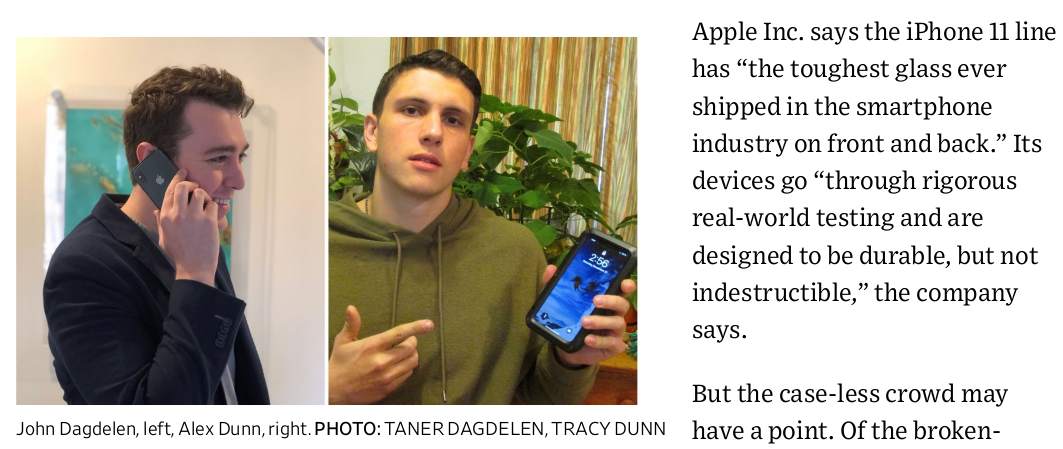 2:56
John Dagdelen, left, Alex Dunn, right. PHOTO: TANER DAGDELEN, TRACY DUNN
Apple Inc. says the iPhone 11 line
has “the toughest glass ever
shipped in the smartphone
industry on front and back.” Its
devices go “through rigorous
real-world testing and are
designed to be durable, but not
indestructible,” the company
says.
But the case-less crowd may
have a point. Of the broken-